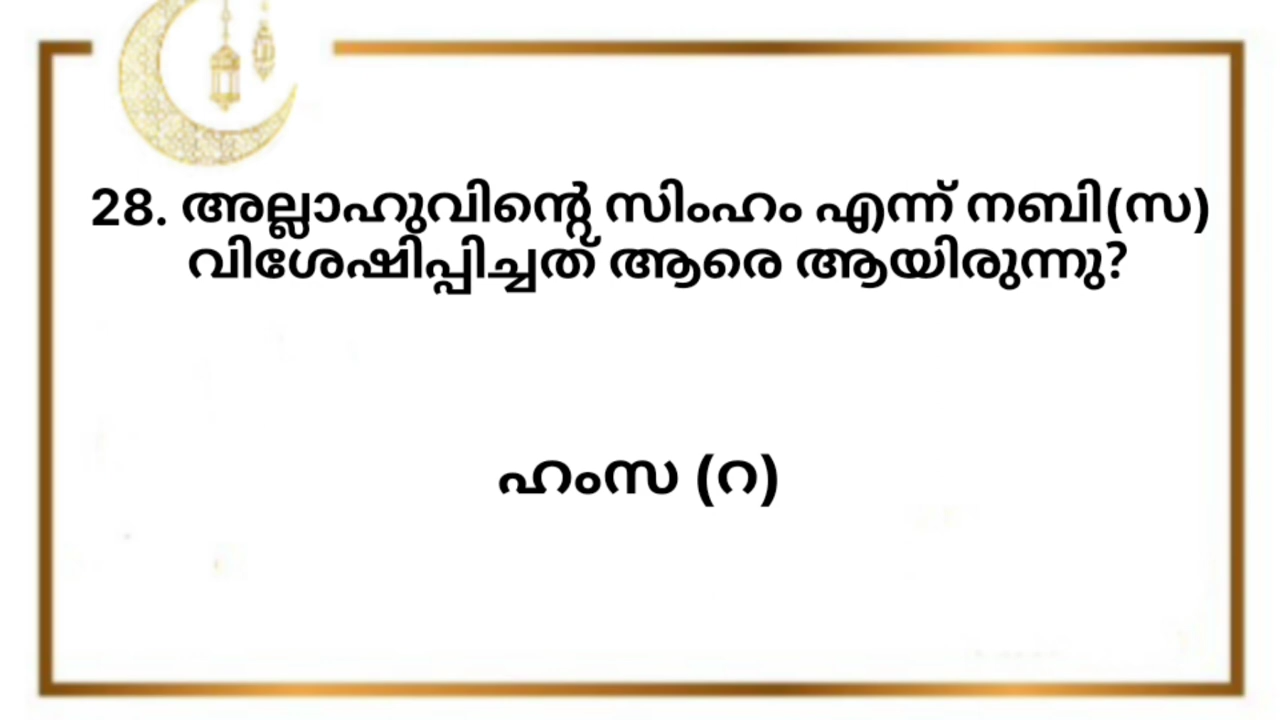 28. അല്ലാഹുവിന്റെ സിംഹം എന്ന് നബി(സ)
വിശേഷിപ്പിച്ചത് ആരെ ആയിരുന്നു?
ഹംസ (റ)